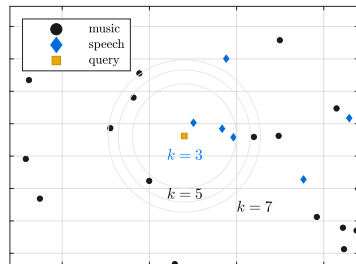 music
speech
query
k = 3
k = 5
k = 7